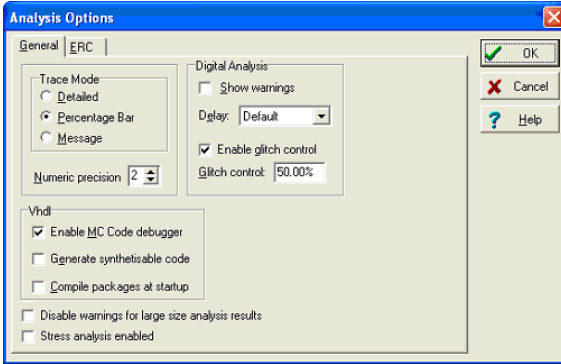 Analysis Options
General
ERC
Trace Mode
Detailed
Percentage Bar
Message
Numeric precision 2
Digital Analysis
Show warnings
Delay: Default
Enable glitch control
Glitch control: 50.00%
Vhdl
Enable MC Code debugger
Generate synthetisable code
Compile packages at startup
Disable warnings for large size analysis results
Stress analysis enabled
OK
Cancel
Help